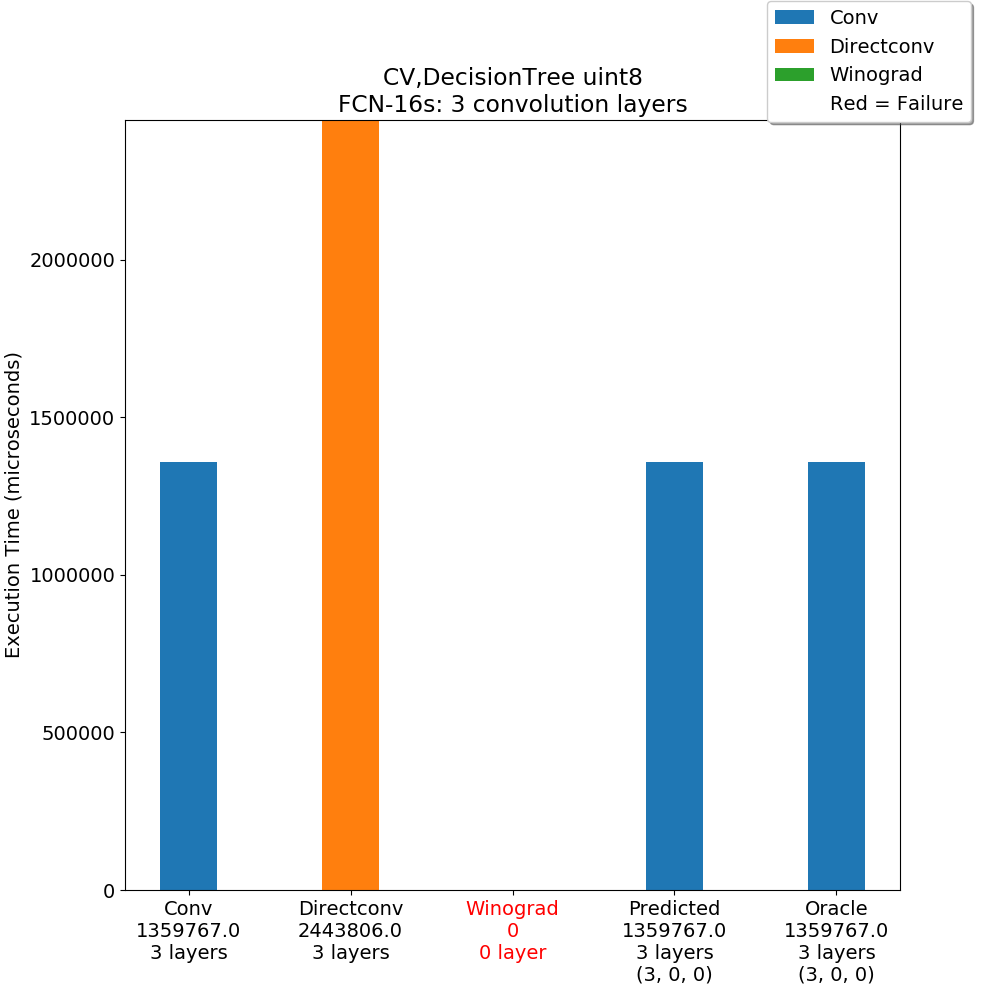 Conv
Directconv
Winograd
Red = Failure
CV,DecisionTree uint8
FCN-16s: 3 convolution layers
Execution Time (microseconds)
2000000
1500000
1000000
500000
0
Conv
1359767.0
3 layers
Directconv
2443806.0
3 layers
Winograd
0
0 layer
Predicted
1359767.0
3 layers
(3, 0, 0)
Oracle
1359767.0
3 layers
(3, 0, 0)